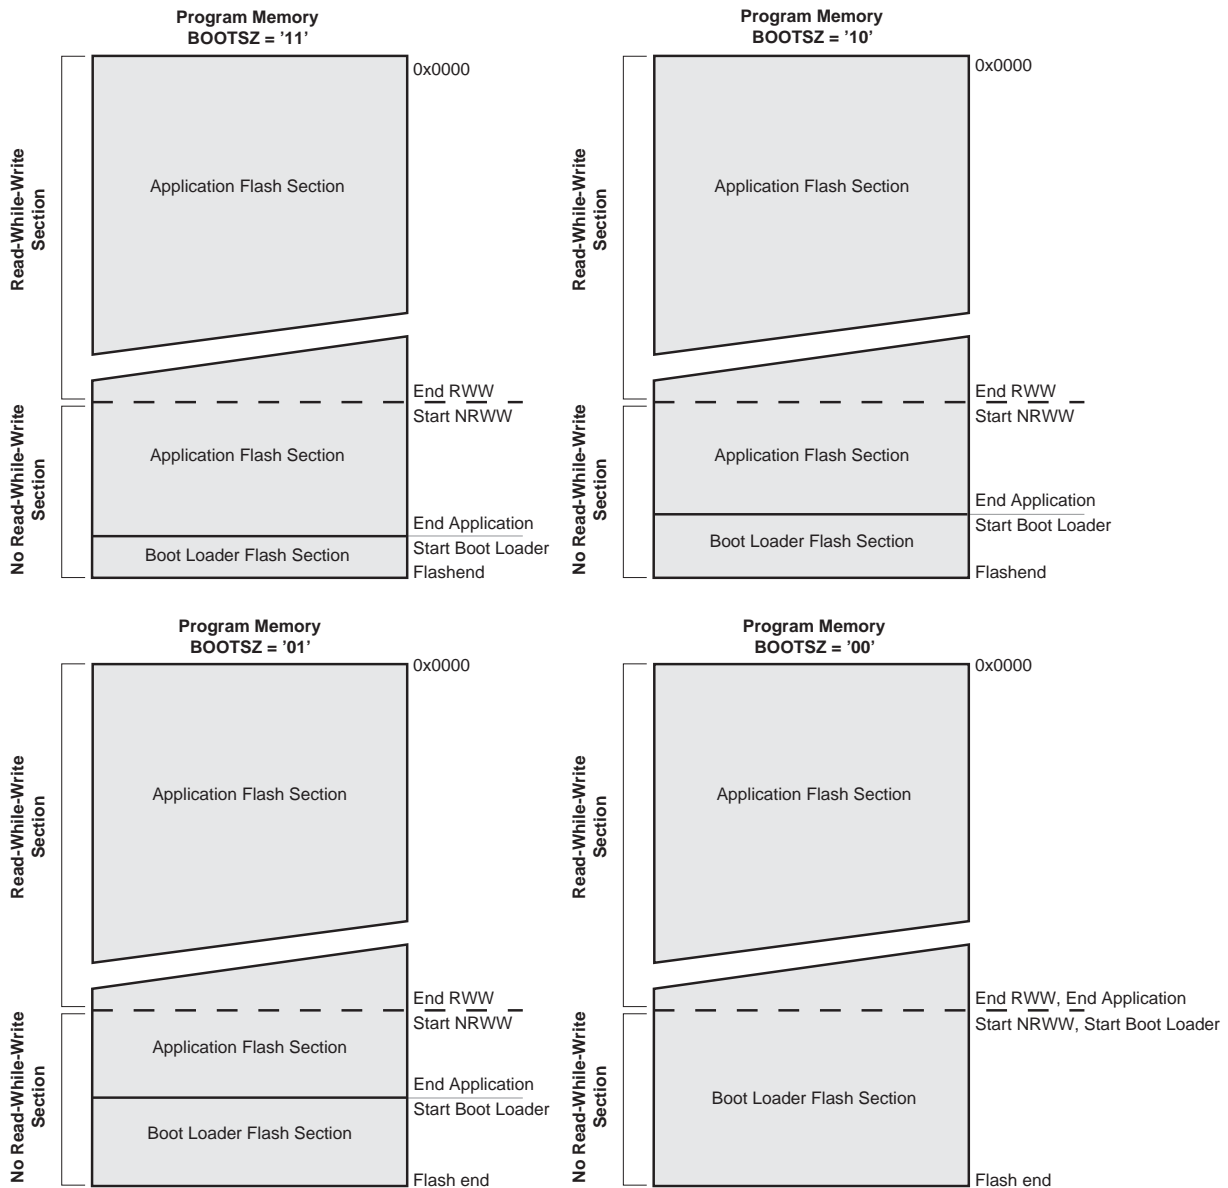 Program Memory
BOOTSZ = '11'
0x0000
Read-While-Write
Section
Application Flash Section
End RWW
Start NRWW
No Read-While-Write
Section
Application Flash Section
End Application
Start Boot Loader
Boot Loader Flash Section
Flashend
Program Memory
BOOTSZ = '10'
0x0000
Read-While-Write
Section
Application Flash Section
End RWW
Start NRWW
No Read-While-Write
Section
Application Flash Section
End Application
Start Boot Loader
Boot Loader Flash Section
Flashend
Program Memory
BOOTSZ = '01'
0x0000
Read-While-Write
Section
Application Flash Section
End RWW
Start NRWW
No Read-While-Write
Section
Application Flash Section
End Application
Start Boot Loader
Boot Loader Flash Section
Flash end
Program Memory
BOOTSZ = '00'
0x0000
Read-While-Write
Section
Application Flash Section
End RWW, End Application
Start NRWW, Start Boot Loader
No Read-While-Write
Section
Boot Loader Flash Section
Flash end